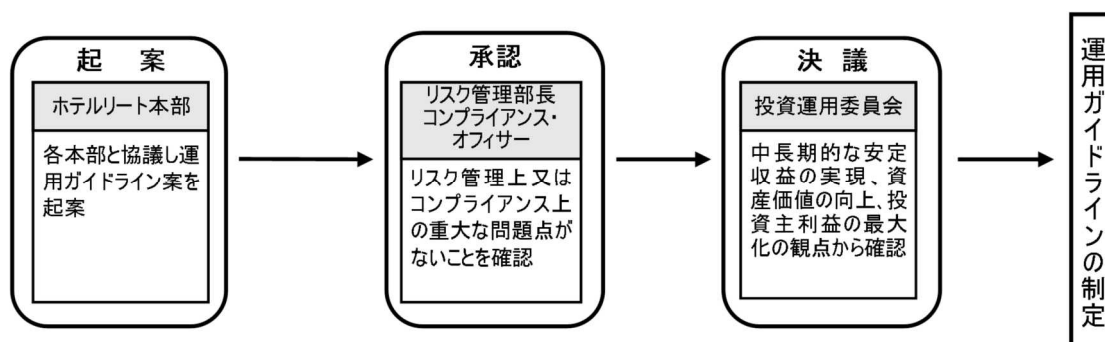 起 案
ホテルリート本部
各本部と協議し運
用ガイドライン案を
起案
承認
リスク管理部長
コンプライアンス・
オフィサー
リスク管理上又は
コンプライアンス上
の重大な問題点が
ないことを確認
決 議
投資運用委員会
中長期的な安定
収益の実現、資
産価値の向上、投
資主利益の最大
化の観点から確認
運用ガイドラインの制定